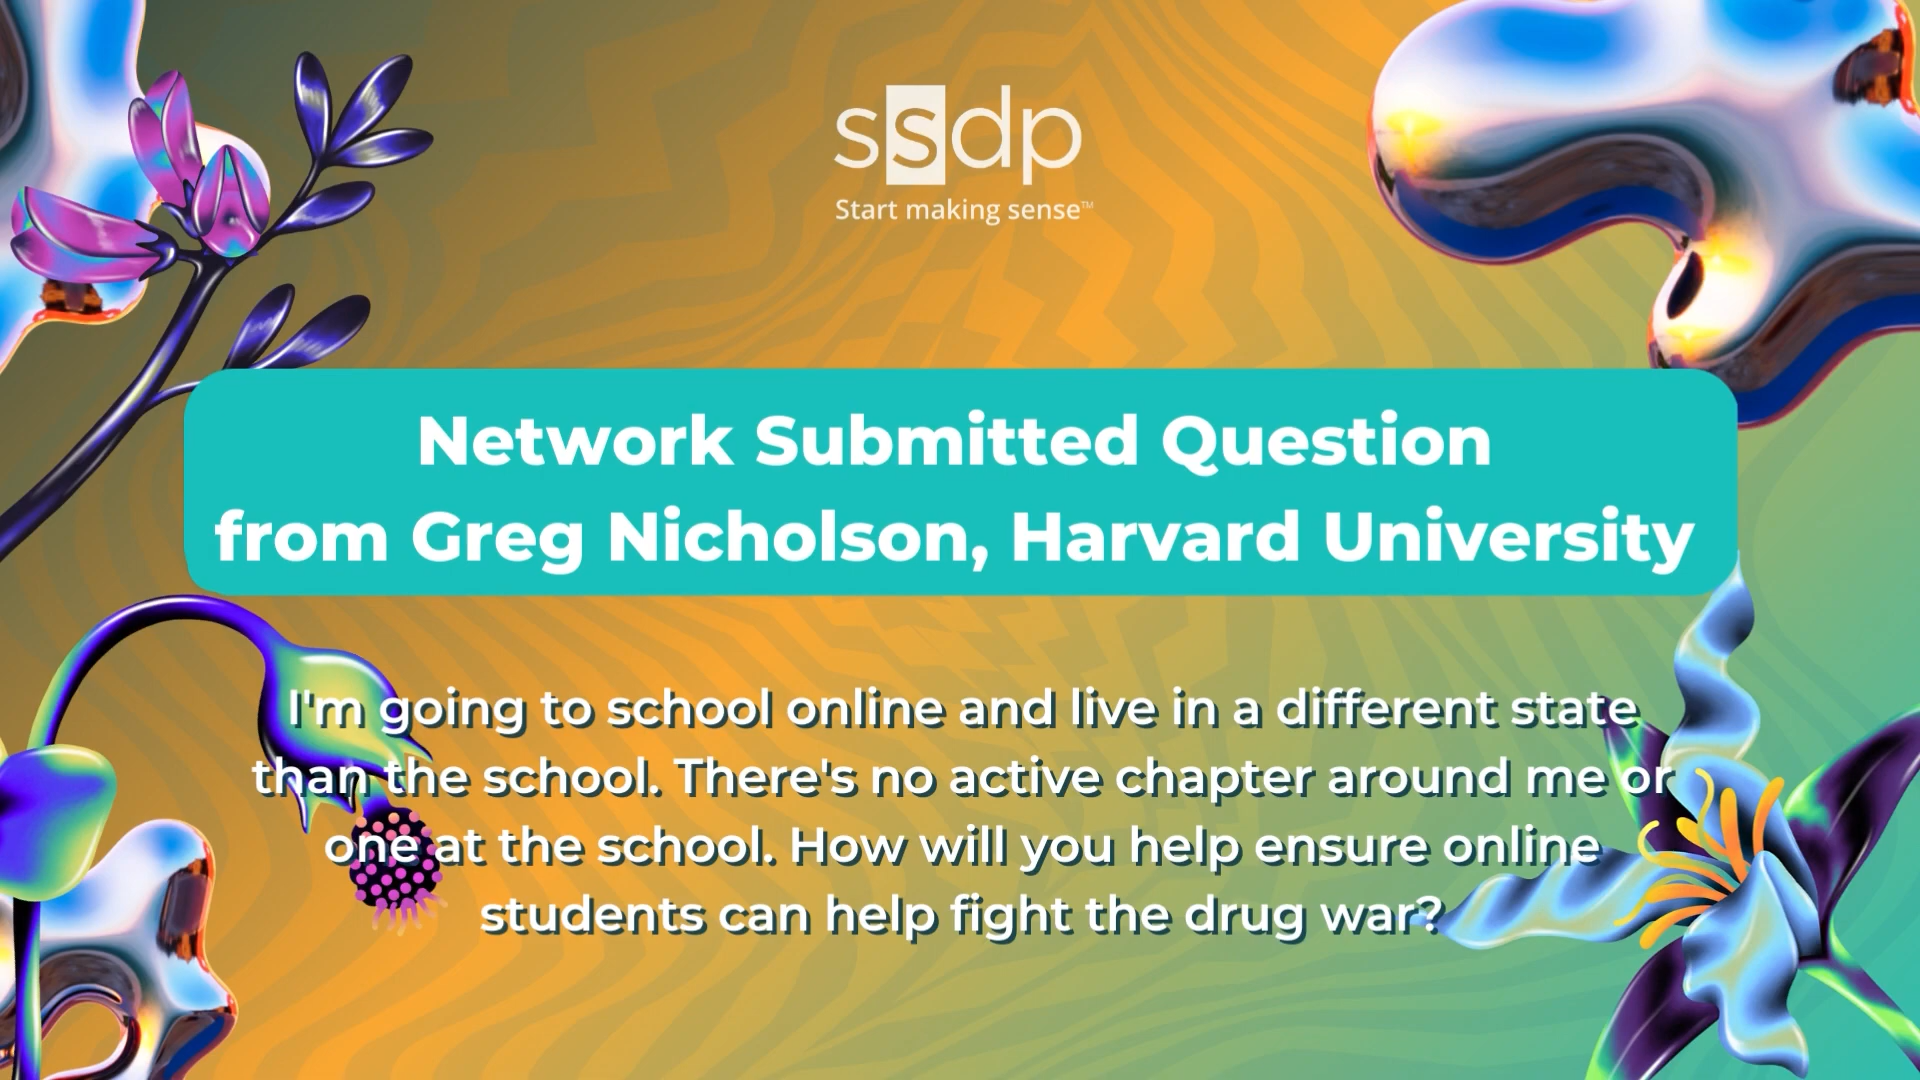 ssdp
Start making sense™
Network Submitted Question
from Greg Nicholson, Harvard University
I'm going to school online and live in a different state
than the school. There's no active chapter around me or
one at the school. How will you help ensure online
students can help fight the drug war?